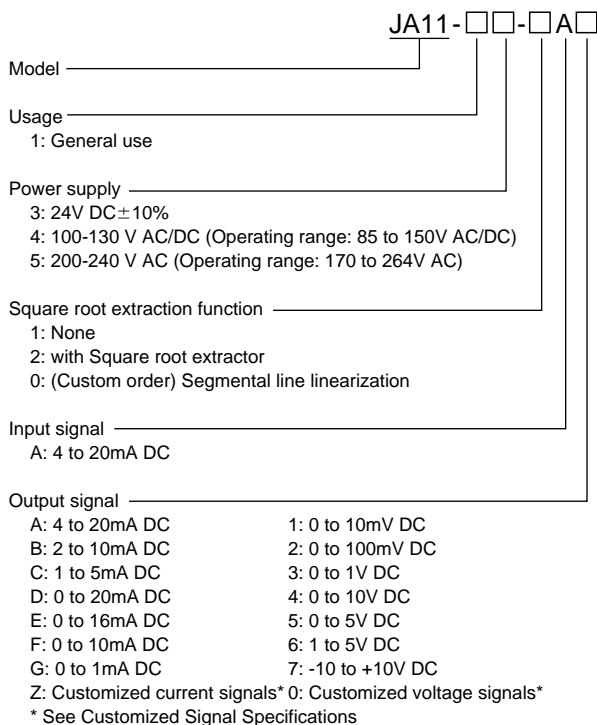 JA11-□□-□A□
Model
Usage
1: General use
Power supply
3: 24V DC±10%
4: 100-130 V AC/DC (Operating range: 85 to 150V AC/DC)
5: 200-240 V AC (Operating range: 170 to 264V AC)
Square root extraction function
1: None
2: with Square root extractor
0: (Custom order) Segmental line linearization
Input signal
A: 4 to 20mA DC
Output signal
A: 4 to 20mA DC 1: 0 to 10mV DC
B: 2 to 10mA DC 2: 0 to 100mV DC
C: 1 to 5mA DC 3: 0 to 1V DC
D: 0 to 20mA DC 4: 0 to 10V DC
E: 0 to 16mA DC 5: 0 to 5V DC
F: 0 to 10mA DC 6: 1 to 5V DC
G: 0 to 1mA DC 7: -10 to +10V DC
Z: Customized current signals* 0: Customized voltage signals*
* See Customized Signal Specifications